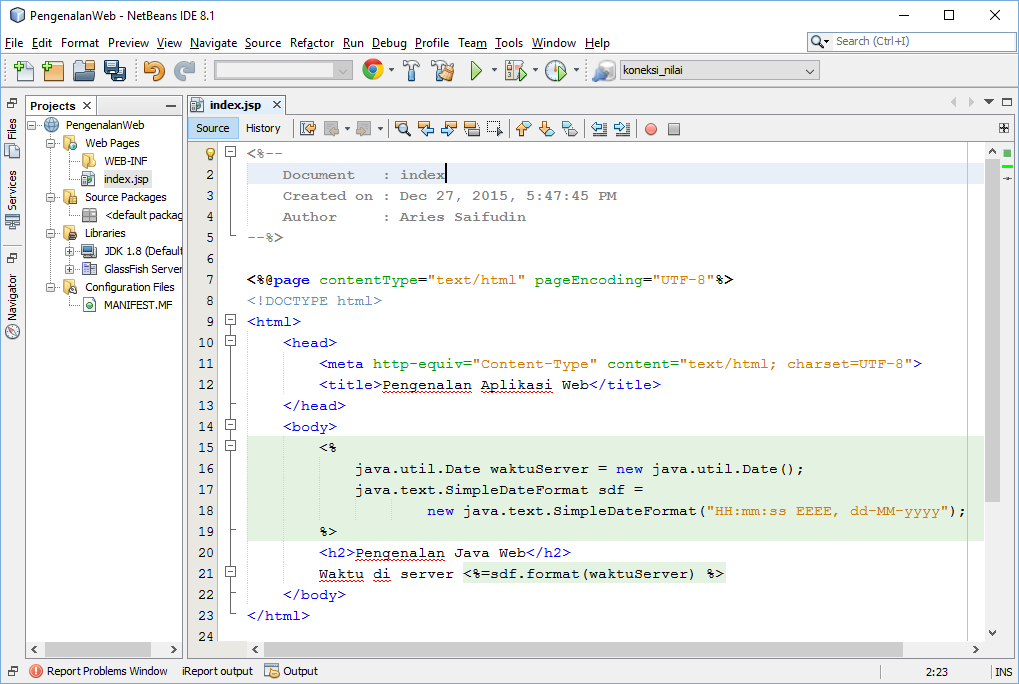 PengenalanWeb - NetBeans IDE 8.1
File Edit Format Preview View Navigate Source Refactor Run Debug Profile Team Tools Window Help
Search (Ctrl+I)
koneksi_nilai
Files
Services
Navigator
Projects
PengenalanWeb
Web Pages
WEB-INF
index.jsp
Source Packages
<default packag
Libraries
JDK 1.8 (Default
GlassFish Server
Configuration Files
MANIFEST.MF
index.jsp
Source History
<%--
2     Document   : index
3     Created on : Dec 27, 2015, 5:47:45 PM
4     Author     : Aries Saifudin
5 --%>
6
7 <%@page contentType="text/html" pageEncoding="UTF-8"%>
8 <!DOCTYPE html>
9 <html>
10     <head>
11         <meta http-equiv="Content-Type" content="text/html; charset=UTF-8">
12         <title>Pengenalan Aplikasi Web</title>
13     </head>
14     <body>
15         <%
16             java.util.Date waktuServer = new java.util.Date();
17             java.text.SimpleDateFormat sdf =
18                     new java.text.SimpleDateFormat("HH:mm:ss EEEE, dd-MM-yyyy");
19         %>
20         <h2>Pengenalan Java Web</h2>
21         Waktu di server <%=sdf.format(waktuServer) %>
22     </body>
23 </html>
24
Report Problems Window iReport output Output
2:23 INS